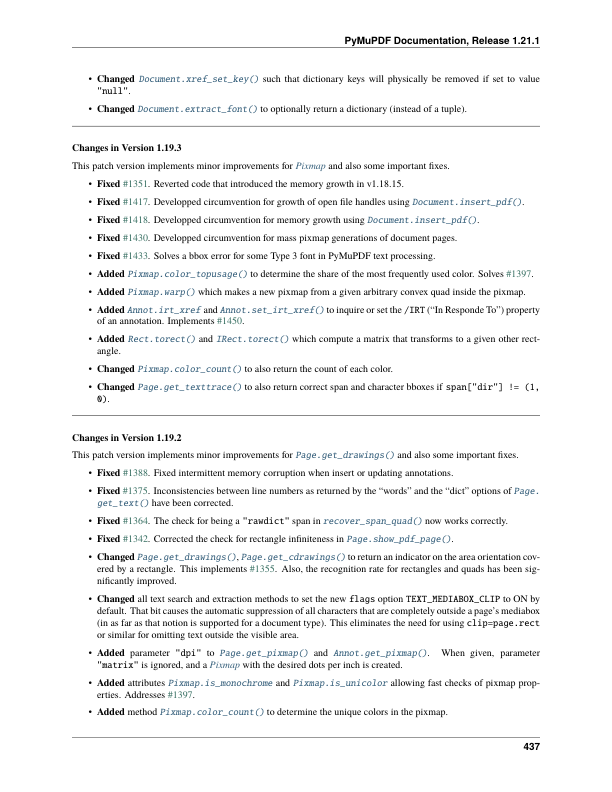 PyMuPDF Documentation, Release 1.21.1
• Changed Document.xref_set_key() such that dictionary keys will physically be removed if set to value
"null".
• Changed Document.extract_font() to optionally return a dictionary (instead of a tuple).
Changes in Version 1.19.3
This patch version implements minor improvements for Pixmap and also some important fixes.
• Fixed #1351. Reverted code that introduced the memory growth in v1.18.15.
• Fixed #1417. Developped circumvention for growth of open file handles using Document.insert_pdf().
• Fixed #1418. Developped circumvention for memory growth using Document.insert_pdf().
• Fixed #1430. Developped circumvention for mass pixmap generations of document pages.
• Fixed #1433. Solves a bbox error for some Type 3 font in PyMuPDF text processing.
• Added Pixmap.color_topusage() to determine the share of the most frequently used color. Solves #1397.
• Added Pixmap.warp() which makes a new pixmap from a given arbitrary convex quad inside the pixmap.
• Added Annot.irt_xref and Annot.set_irt_xref() to inquire or set the /IRT (“In Responde To”) property
of an annotation. Implements #1450.
• Added Rect.torect() and IRect.torect() which compute a matrix that transforms to a given other rect-
angle.
• Changed Pixmap.color_count() to also return the count of each color.
• Changed Page.get_texttrace() to also return correct span and character bboxes if span["dir"] != (1,
0).
Changes in Version 1.19.2
This patch version implements minor improvements for Page.get_drawings() and also some important fixes.
• Fixed #1388. Fixed intermittent memory corruption when insert or updating annotations.
• Fixed #1375. Inconsistencies between line numbers as returned by the “words” and the “dict” options of Page.
get_text() have been corrected.
• Fixed #1364. The check for being a "rawdict" span in recover_span_quad() now works correctly.
• Fixed #1342. Corrected the check for rectangle infiniteness in Page.show_pdf_page().
• Changed Page.get_drawings(), Page.get_cdrawings() to return an indicator on the area orientation cov-
ered by a rectangle. This implements #1355. Also, the recognition rate for rectangles and quads has been sig-
nificantly improved.
• Changed all text search and extraction methods to set the new flags option TEXT_MEDIABOX_CLIP to ON by
default. That bit causes the automatic suppression of all characters that are completely outside a page’s mediabox
(in as far as that notion is supported for a document type). This eliminates the need for using clip=page.rect
or similar for omitting text outside the visible area.
• Added parameter "dpi" to Page.get_pixmap() and Annot.get_pixmap(). When given, parameter
"matrix" is ignored, and a Pixmap with the desired dots per inch is created.
• Added attributes Pixmap.is_monochrome and Pixmap.is_unicolor allowing fast checks of pixmap prop-
erties. Addresses #1397.
• Added method Pixmap.color_count() to determine the unique colors in the pixmap.
437